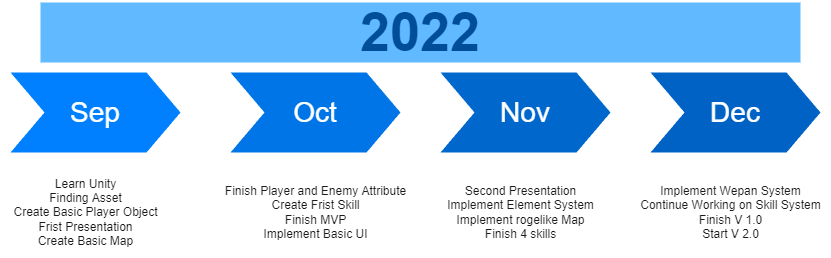 2022
Sep
Oct
Nov
Dec
Learn Unity
Finding Asset
Create Basic Player Object
Frist Presentation
Create Basic Map
Finish Player and Enemy Attribute
Create Frist Skill
Finish MVP
Implement Basic UI
Second Presentation
Implement Element System
Implement rogelike Map
Finish 4 skills
Implement Wepan System
Continue Working on Skill System
Finish V 1.0
Start V 2.0